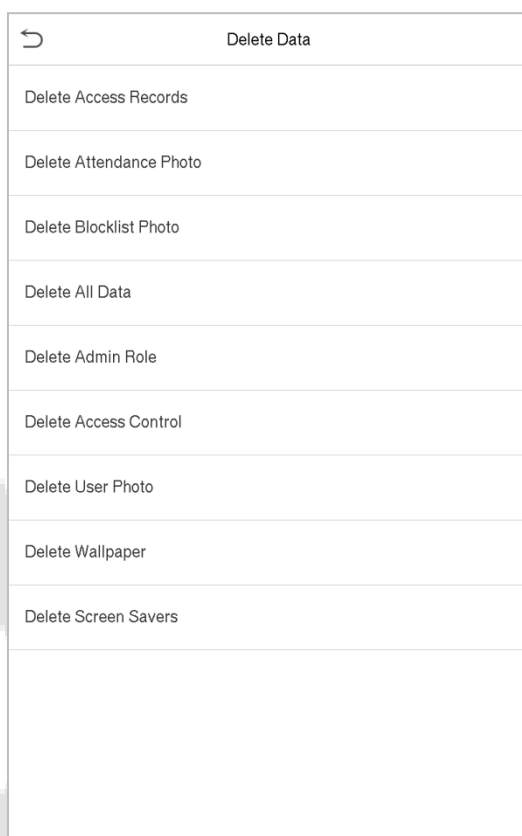 Delete Data
Delete Access Records
Delete Attendance Photo
Delete Blocklist Photo
Delete All Data
Delete Admin Role
Delete Access Control
Delete User Photo
Delete Wallpaper
Delete Screen Savers